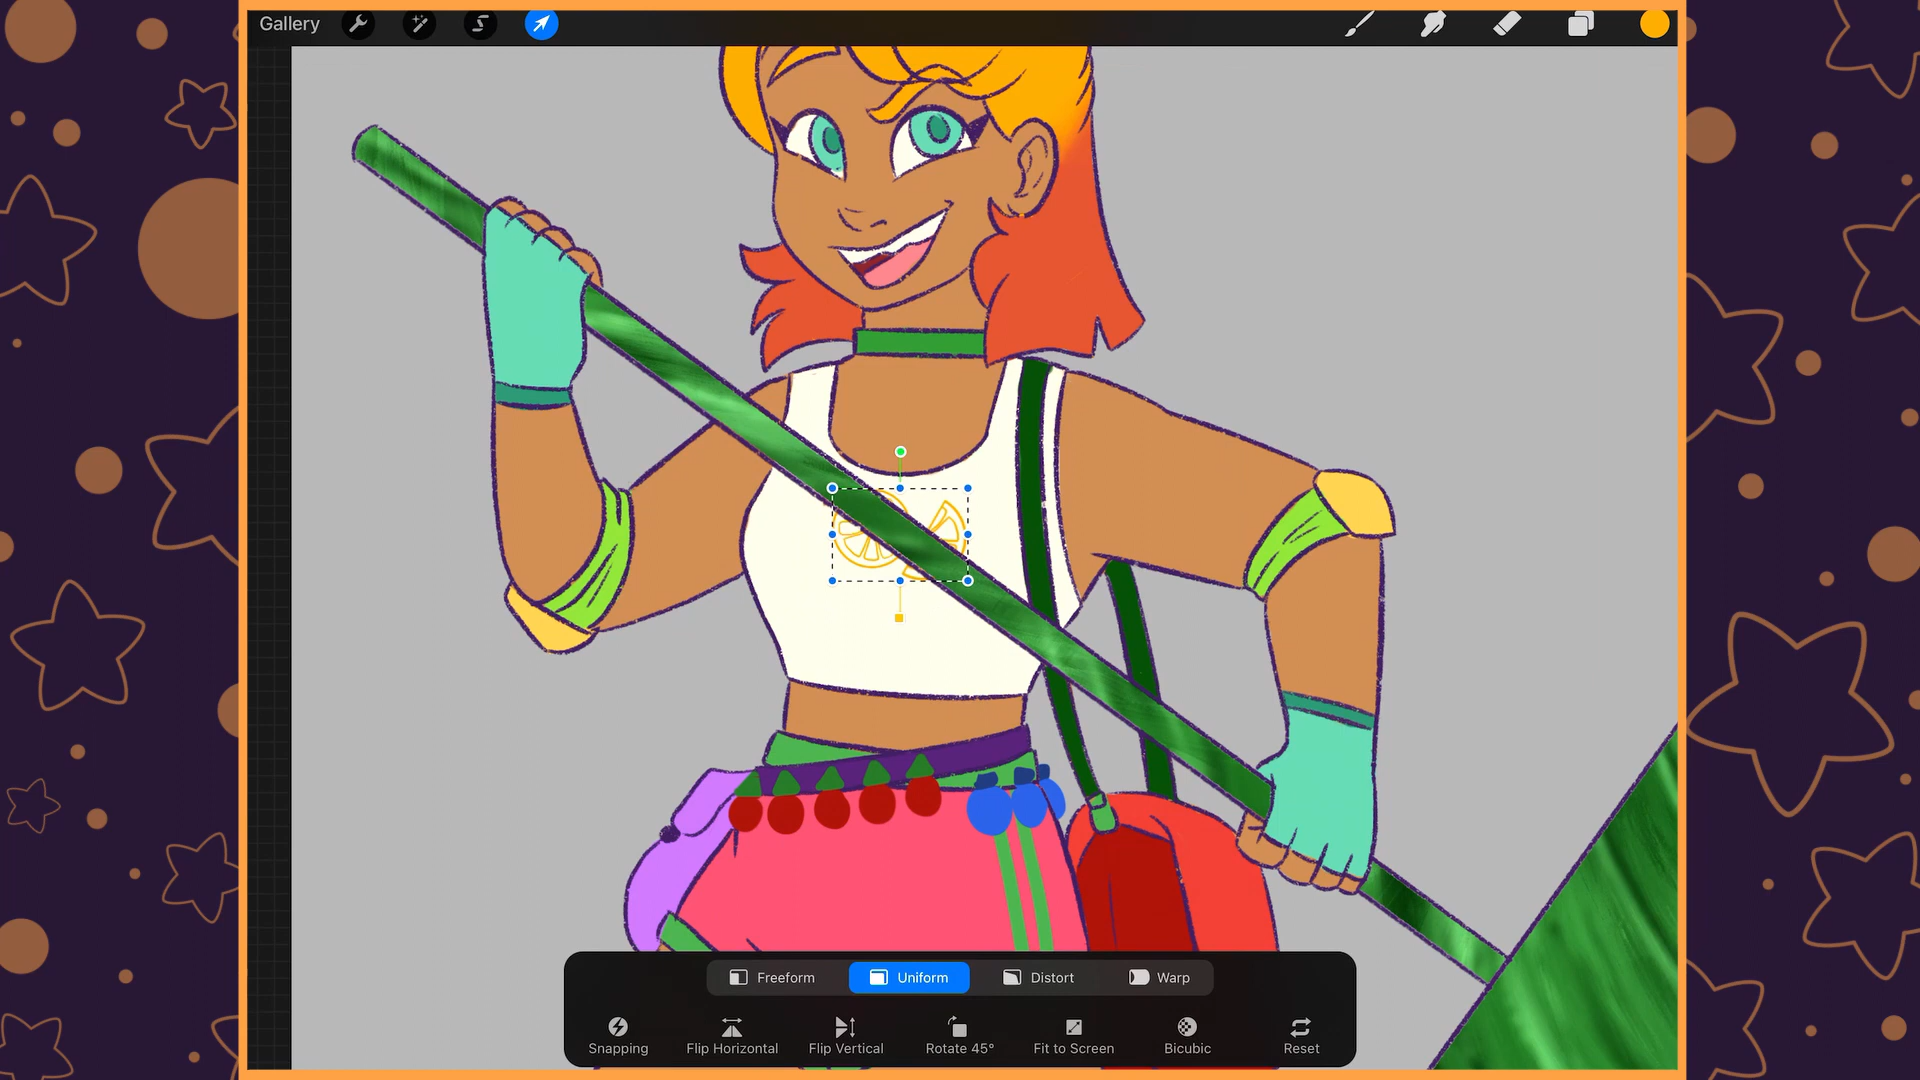 Gallery
Freeform Uniform Distort Warp
Snapping Flip Horizontal Flip Vertical Rotate 45° Fit to Screen Bicubic Reset